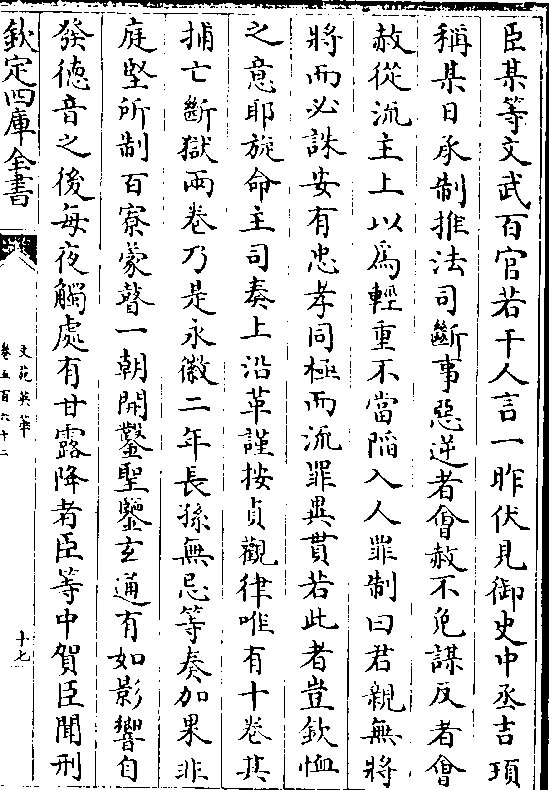 臣某等文武百官若干人言一昨伏見御史中丞吉頊
稱某日承制推法司斷事惡逆者會赦不免謀反者會
赦從流主上以為輕重不當陷入人罪制曰君親無將
將而必誅安有忠孝同極而流罪異貫若此者豈欽恤
之意耶旋命主司奏上沿革謹按貞觀律唯有十卷其
捕亡斷獄兩卷乃是永徽二年長孫無忌等奏加果非
庭堅所制百寮蒙瞽一朝開鑿聖鑒玄通有如影響自
發德音之後每夜觸處有甘露降者臣等中賀臣聞刑
欽定四庫全書
文苑英華
卷五百六十二
十七